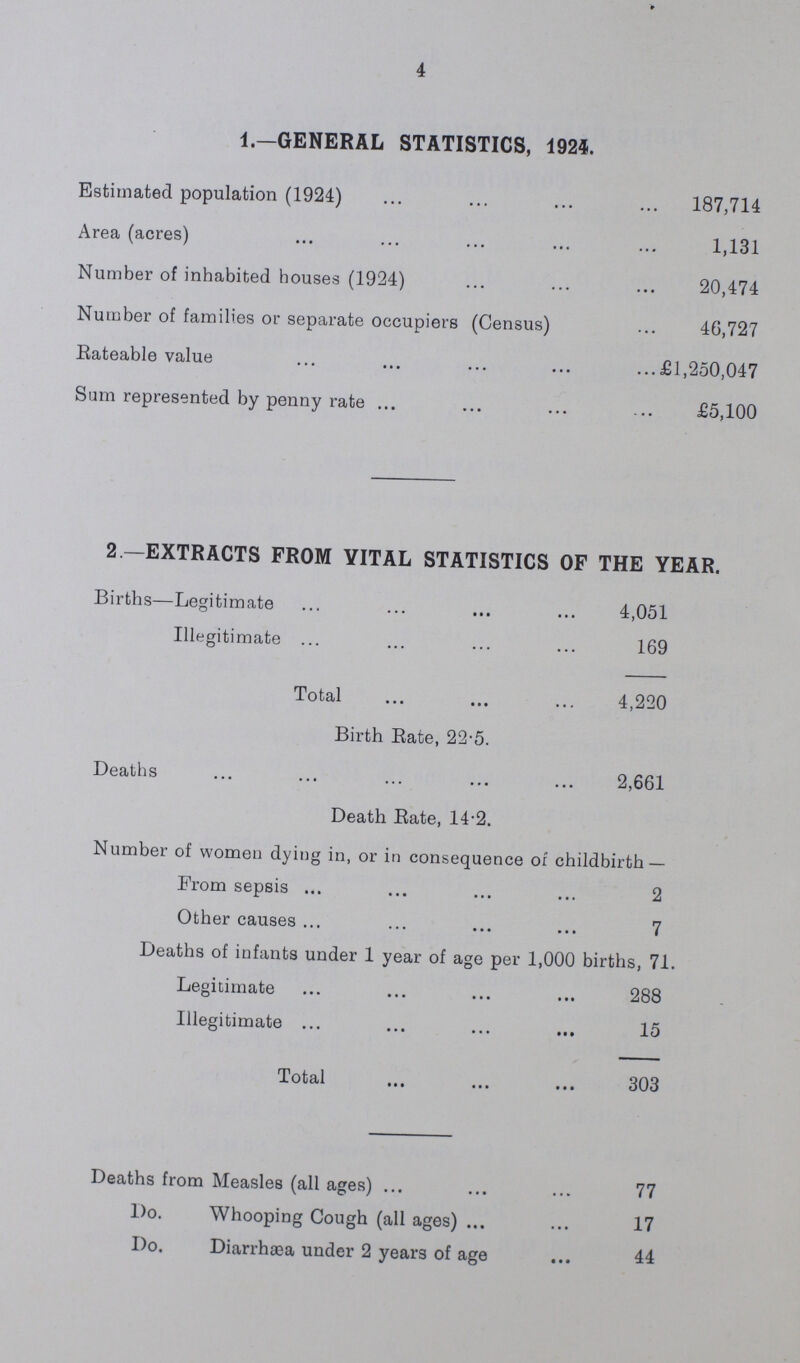 4
1.—GENERAL STATISTICS, 1924.
Estimated population (1924) ... ... ... ... 187,714
Area (acres) ... ... ... ... ... 1,131
Number of inhabited houses (1924) ... ... ... 20,474
Number of families or separate occupiers (Census) ... 46,727
Rateable value ... ... ... ... ...£1,250,047
Sum represented by penny rate ... ... ... ... £5,100
2.—EXTRACTS FROM VITAL STATISTICS OF THE YEAR.
Births—Legitimate ... ... ... ... 4,051
Illegitimate ... ... ... ... 169
Total ... ... ... 4,220
Birth Rate, 22·5.
Deaths ... ... ... ... ... 2,661
Death Rate, 14·2.
Number of women dying in, or in consequence of childbirth —
From sepsis ... ... ... ... 2
Other causes ... ... ... ... 7
Deaths of infants under 1 year of age per 1,000 births, 71.
Legitimate ... ... ... ... 288
Illegitimate ... ... ... ... 15
Total ... ... ... 303
Deaths from Measles (all ages) ... ... ... 77
Do. Whooping Cough (all ages) ... ... 17
Do. Diarrhæa under 2 years of age ... 44